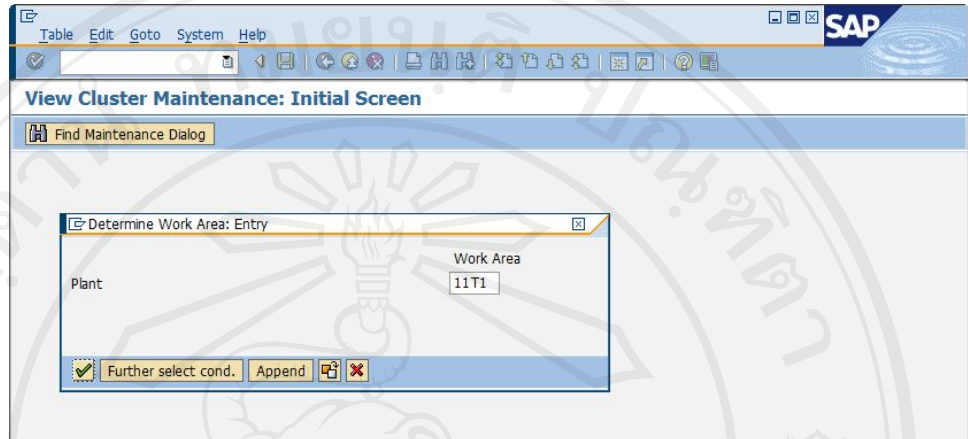 Table Edit Goto System Help
SAP
View Cluster Maintenance: Initial Screen
Find Maintenance Dialog
Determine Work Area: Entry
Work Area
Plant 11T1
Further select cond. Append